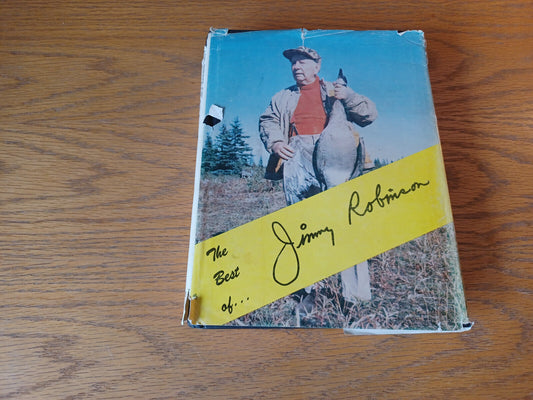 The
Best
of...
Jimmy Robinson